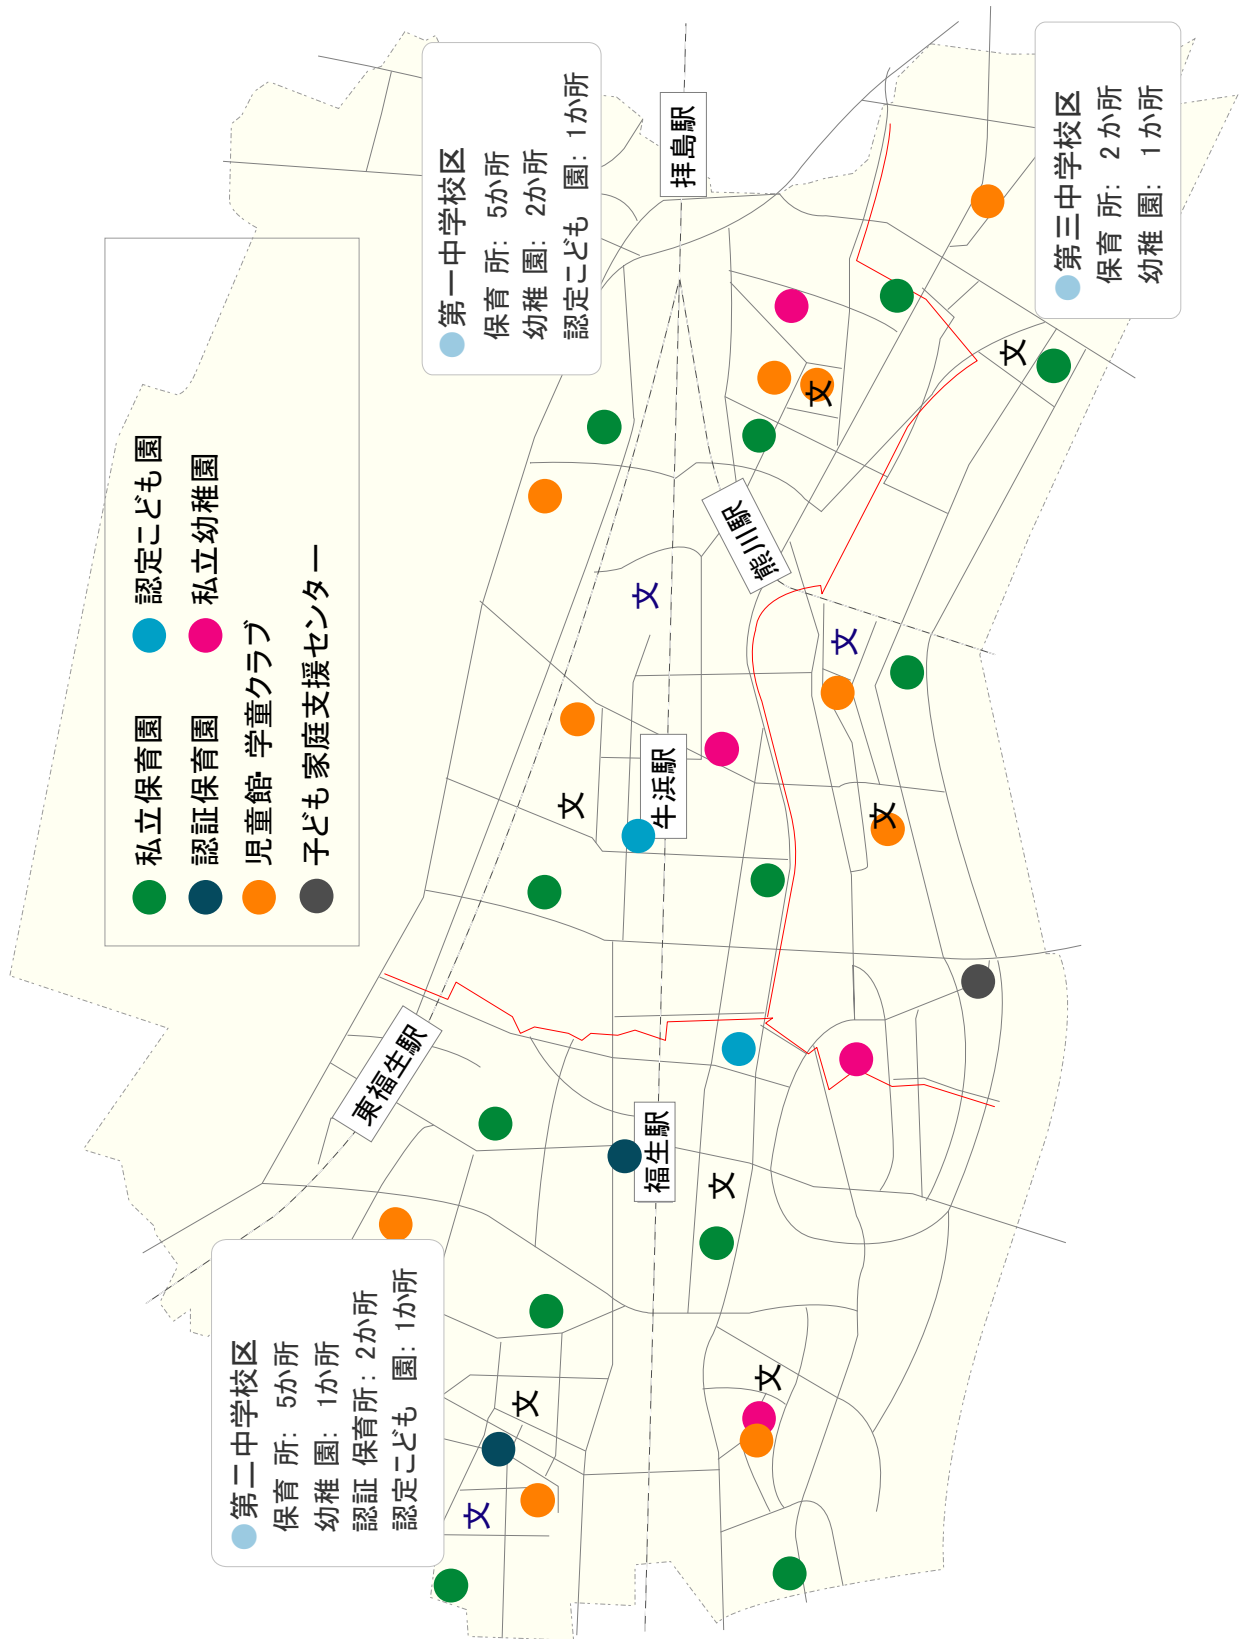 私立保育園
認定こども園
認証保育園
私立幼稚園
児童館・学童クラブ
子ども家庭支援センター
第一中学校区
保育 所: 5か所
幼稚 園: 2か所
認定こども 園: 1か所
拝島駅
第三中学校区
保育 所: 2か所
幼稚 園: 1か所
熊川駅
牛浜駅
東福生駅
福生駅
第二中学校区
保育 所: 5か所
幼稚 園: 1か所
認証 保育所: 2か所
認定こども 園: 1か所
文
文
文
文
文
文
文
文
文
文